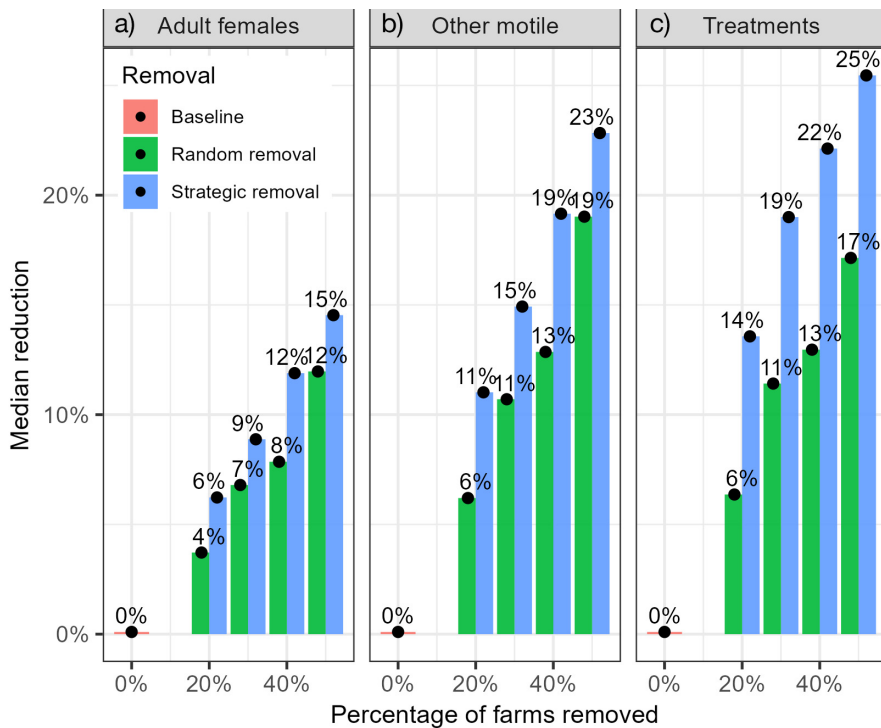 a) Adult females
b) Other motile
c) Treatments
Removal
Baseline
Random removal
Strategic removal
Median reduction
20%
10%
0%
0%
4%
6%
7%
9%
8%
12%
12%
15%
0%
6%
11%
11%
15%
13%
19%
19%
23%
0%
6%
14%
11%
19%
13%
22%
17%
25%
0% 20% 40%
0% 20% 40%
0% 20% 40%
Percentage of farms removed